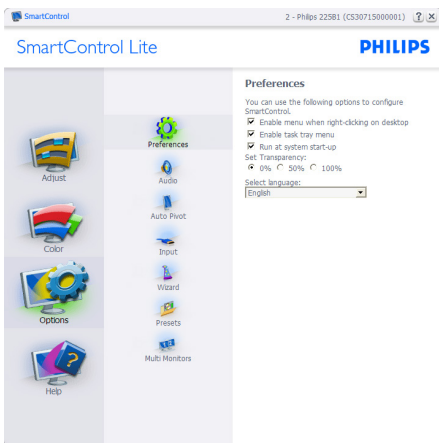 SmartControl
2 - Philips 225B1 (CS30715000001)
SmartControl Lite
PHILIPS
Adjust
Color
Options
Help
Preferences
Audio
Auto Pivot
Input
Wizard
Presets
Multi Monitors
Preferences
You can use the following options to configure
SmartControl.
Enable menu when right-clicking on desktop
Enable task tray menu
Run at system start-up
Set Transparency:
0% 50% 100%
Select language:
English